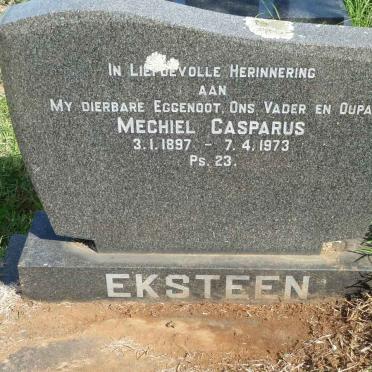 In Liefdevolle Herinnering
aan
My dierbare Eggenoot, Ons Vader en Oupa
Mechiel Casparus
3.1.1897 - 7.4.1973
Ps. 23.
EKSTEEN